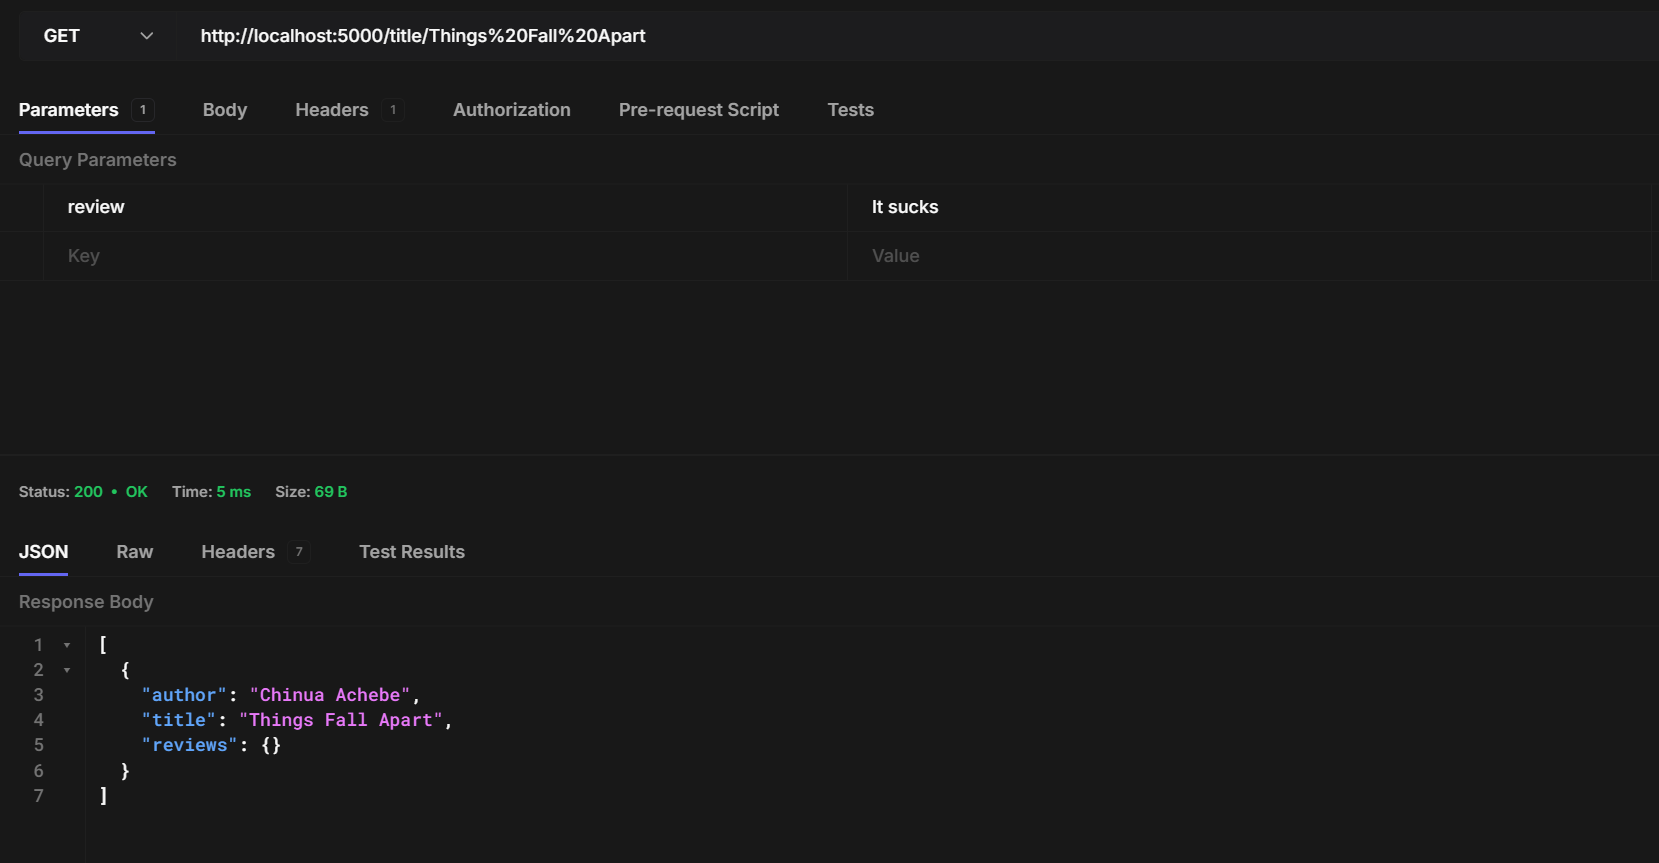 GET http://localhost:5000/title/Things%20Fall%20Apart
Parameters 1 Body Headers 1 Authorization Pre-request Script Tests
Query Parameters
review It sucks
Key Value
Status: 200 • OK Time: 5 ms Size: 69 B
JSON Raw Headers 7 Test Results
Response Body
1 [
2 {
3 "author": "Chinua Achebe",
4 "title": "Things Fall Apart",
5 "reviews": {}
6 }
7 ]